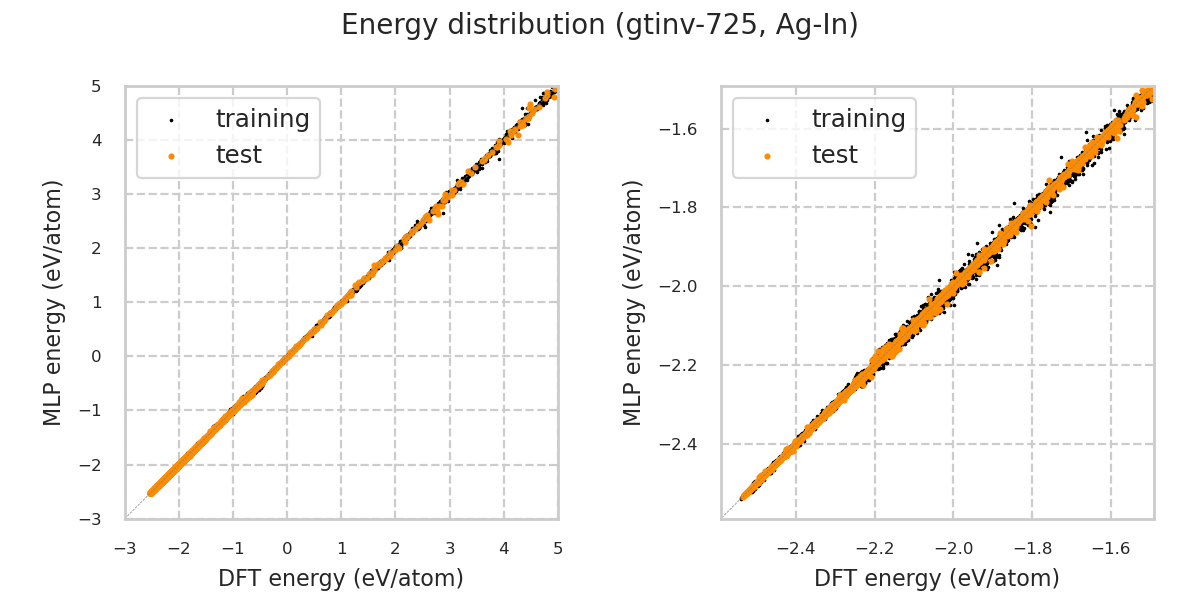 Energy distribution (gtinv-725, Ag-In)
training
test
5
4
3
2
1
0
−1
−2
−3
−3 −2 −1 0 1 2 3 4 5
MLP energy (eV/atom)
DFT energy (eV/atom)
training
test
−1.6
−1.8
−2.0
−2.2
−2.4
−2.4 −2.2 −2.0 −1.8 −1.6
MLP energy (eV/atom)
DFT energy (eV/atom)